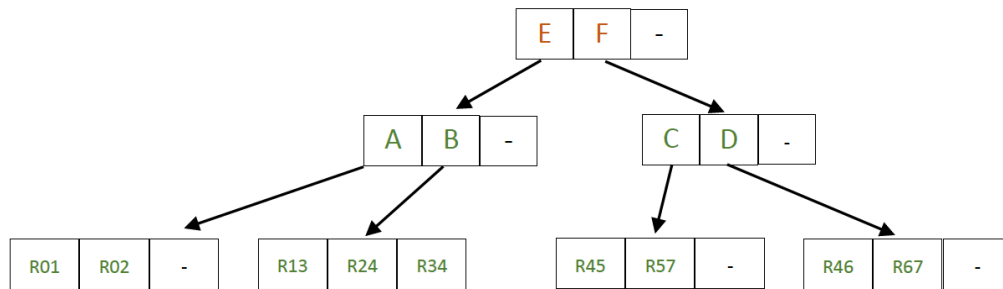 E F -
A B - C D -
R01 R02 - R13 R24 R34 R45 R57 - R46 R67 -